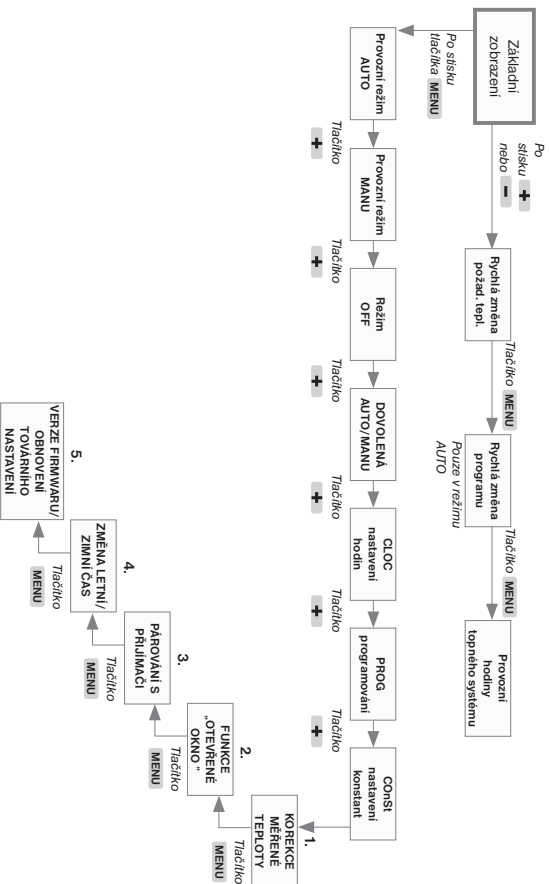 Základní
zobrazení
Po
stisku +
nebo −
Rychlá změna
požad. tepl.
Tlačítko MENU
Rychlá změna
programu
Pouze v režimu
AUTO
Tlačítko MENU
Provozní
hodiny
topného systému
Po stisku
tlačítka MENU
Provozní režim
AUTO
Tlačítko
+
Provozní režim
MANU
Tlačítko
+
Režim
OFF
Tlačítko
+
DOVOLENÁ
AUTO/MANU
Tlačítko
+
CLOC
nastavení
hodin
Tlačítko
+
PROG
programování
Tlačítko
+
COnSt
nastavení
konstant
1.
KOREKCE
MĚŘENÉ
TEPLOTY
Tlačítko
MENU
2.
FUNKCE
„OTEVŘENÉ
OKNO”
Tlačítko
MENU
3.
PÁROVÁNÍ S
PŘIJÍMAČI
Tlačítko
MENU
4.
ZMĚNA LETNÍ/
ZIMNÍ ČAS
Tlačítko
MENU
5.
VERZE FIRMWARU/
OBNOVENÍ
TOVÁRNÍHO
NASTAVENÍ